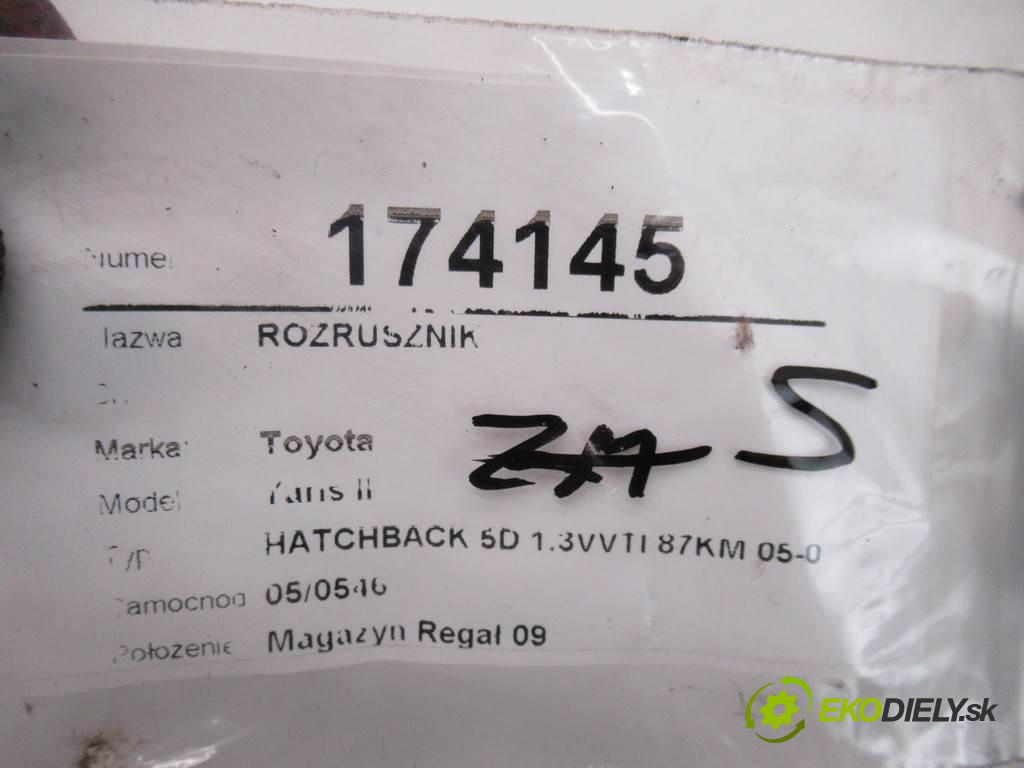 174145
ROZRUSZNIK
Marka: Toyota
Model Yaris II
HATCHBACK 5D 1.3VVTI 87KM 05-0
05/0546
Położenie Magazyn Regał 09
S
EKODIELY.sk